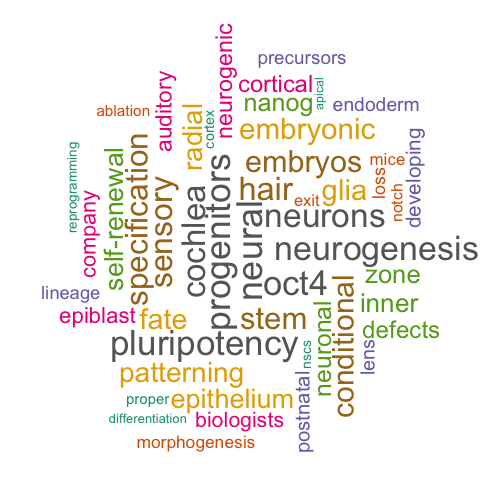 precursors
cortical
neurogenic
auditory
nanog
apical
endoderm
ablation
radial
cortex
embryonic
reprogramming
self-renewal
specification
sensory
embryos
mice
developing
hair
glia
loss
notch
exit
company
cochlea
progenitors
neural
neurons
neurogenesis
lineage
oct4
zone
inner
epiblast
fate
stem
conditional
neuronal
defects
pluripotency
nscs
lens
patterning
postnatal
proper
epithelium
differentiation
biologists
morphogenesis